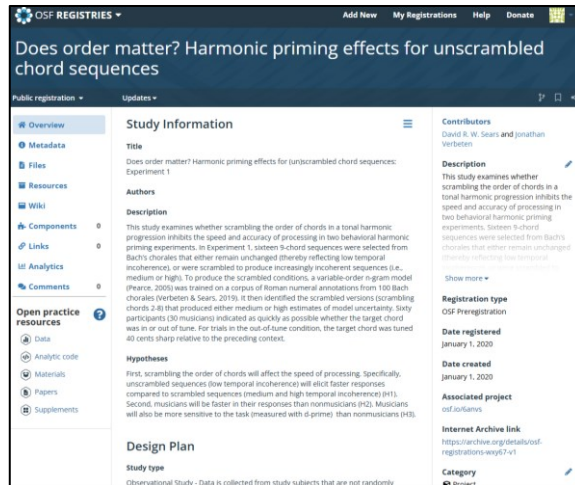 OSF REGISTRIES
Add New My Registrations Help Donate
Does order matter? Harmonic priming effects for unscrambled
chord sequences
Public registration
Updates
Overview
Metadata
Files
Resources
Wiki
Components 0
Links 0
Analytics
Comments 0
Open practice
resources
Data
Analytic code
Materials
Papers
Supplements
Study Information
Title
Does order matter? Harmonic priming effects for (un)scrambled chord sequences:
Experiment 1
Authors
Description
This study examines whether scrambling the order of chords in a tonal harmonic
progression inhibits the speed and accuracy of processing in two behavioral harmonic
priming experiments. In Experiment 1, sixteen 9-chord sequences were selected from
Bach's chorales that either remain unchanged (thereby reflecting low temporal
incoherence), or were scrambled to produce increasingly incoherent sequences (i.e.,
medium or high). To produce the scrambled conditions, a variable-order n-gram model
(Pearce, 2005) was trained on a corpus of Roman numeral annotations from 100 Bach
chorales (Verbeten & Sears, 2019). It then identified the scrambled versions (scrambling
chords 2-8) that produced either medium or high estimates of model uncertainty. Sixty
participants (30 musicians) indicated as quickly as possible whether the target chord
was in or out of tune. For trials in the out-of-tune condition, the target chord was tuned
40 cents sharp relative to the preceding context.
Hypotheses
First, scrambling the order of chords will affect the speed of processing. Specifically,
unscrambled sequences (low temporal incoherence) will elicit faster responses
compared to scrambled sequences (medium and high temporal incoherence) (H1).
Second, musicians will be faster in their responses than nonmusicians (H2). Musicians
will also be more sensitive to the task (measured with d-prime) than nonmusicians (H3).
Design Plan
Study type
Observational Study - Data is collected from study subjects that are not randomly
Contributors
David R. W. Sears and Jonathan
Verbeten
Description
This study examines whether
scrambling the order of chords in a
tonal harmonic progression inhibits the
speed and accuracy of processing in
two behavioral harmonic priming
experiments. In Experiment 1, sixteen 9-chord
sequences were selected from Bach's
chorales that either remain unchanged
(thereby reflecting low temporal
Show more
Registration type
OSF Preregistration
Date registered
January 1, 2020
Date created
January 1, 2020
Associated project
osf.io/6anvs
Internet Archive link
https://archive.org/details/osf-
registrations-wxy67-v1
Category
Project